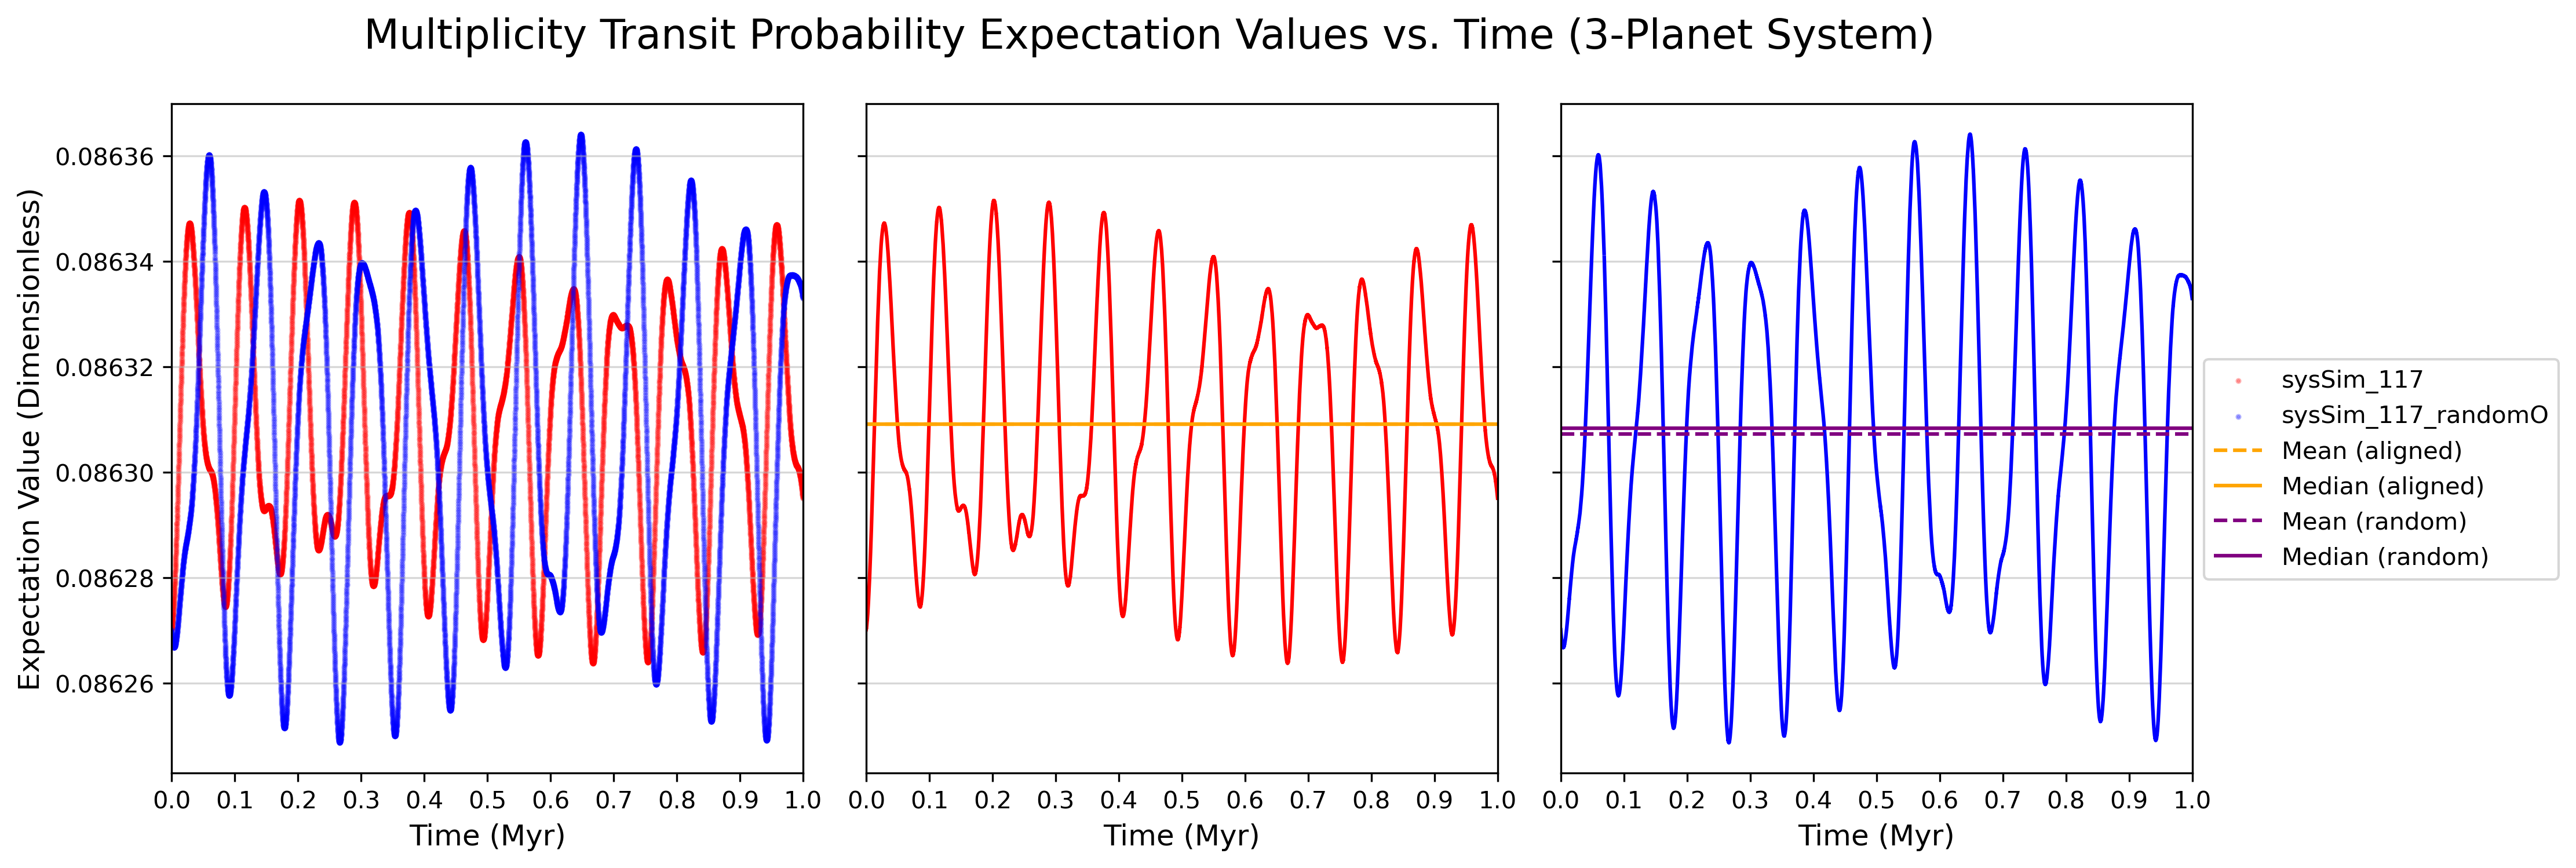 Multiplicity Transit Probability Expectation Values vs. Time (3-Planet System)
Expectation Value (Dimensionless)
0.08636
0.08634
0.08632
0.08630
0.08628
0.08626
0.0 0.1 0.2 0.3 0.4 0.5 0.6 0.7 0.8 0.9 1.0
Time (Myr)
0.0 0.1 0.2 0.3 0.4 0.5 0.6 0.7 0.8 0.9 1.0
Time (Myr)
0.0 0.1 0.2 0.3 0.4 0.5 0.6 0.7 0.8 0.9 1.0
Time (Myr)
sysSim_117
sysSim_117_randomO
Mean (aligned)
Median (aligned)
Mean (random)
Median (random)